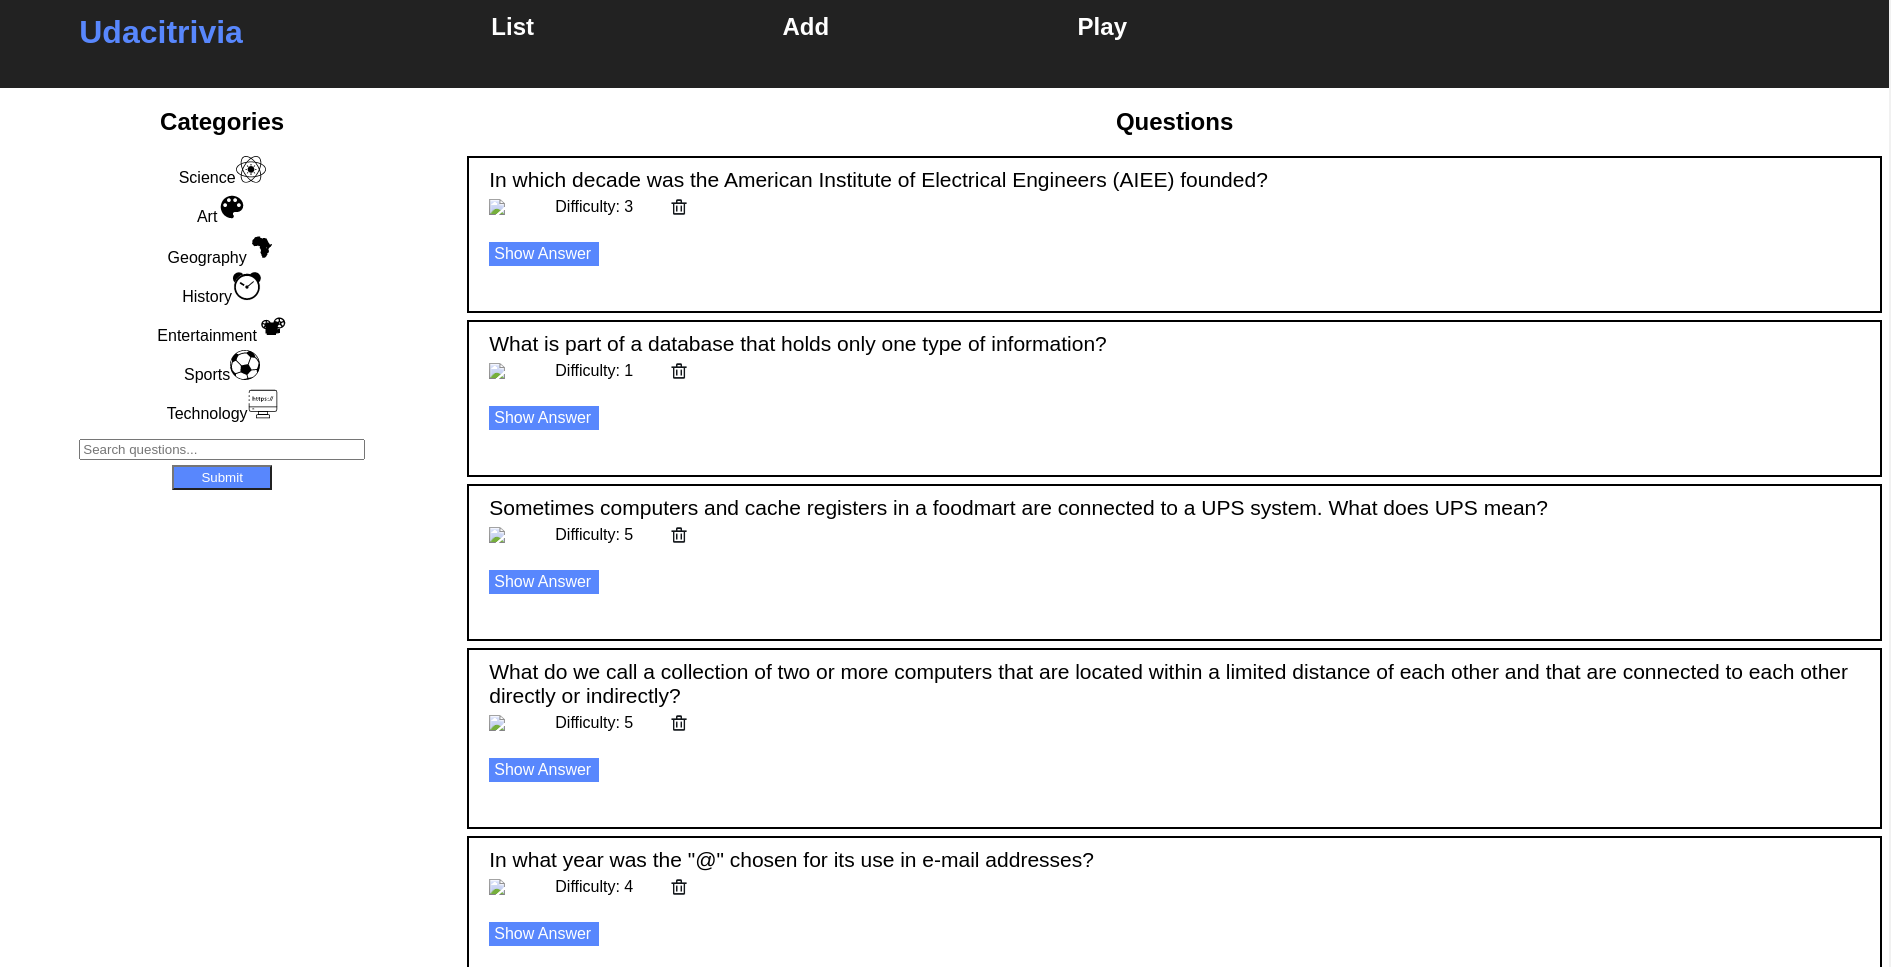 Udacitrivia
List
Add
Play
Categories
Science
Art
Geography
History
Entertainment
Sports
Technology
https://
Search questions...
Submit
Questions
In which decade was the American Institute of Electrical Engineers (AIEE) founded?
Difficulty: 3
Show Answer
What is part of a database that holds only one type of information?
Difficulty: 1
Show Answer
Sometimes computers and cache registers in a foodmart are connected to a UPS system. What does UPS mean?
Difficulty: 5
Show Answer
What do we call a collection of two or more computers that are located within a limited distance of each other and that are connected to each other
directly or indirectly?
Difficulty: 5
Show Answer
In what year was the "@" chosen for its use in e-mail addresses?
Difficulty: 4
Show Answer